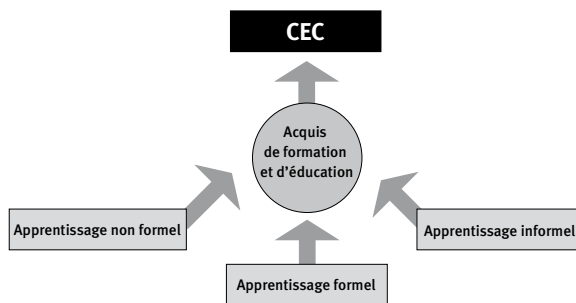 CEC
Acquis
de formation
et d'éducation
Apprentissage non formel
Apprentissage informel
Apprentissage formel